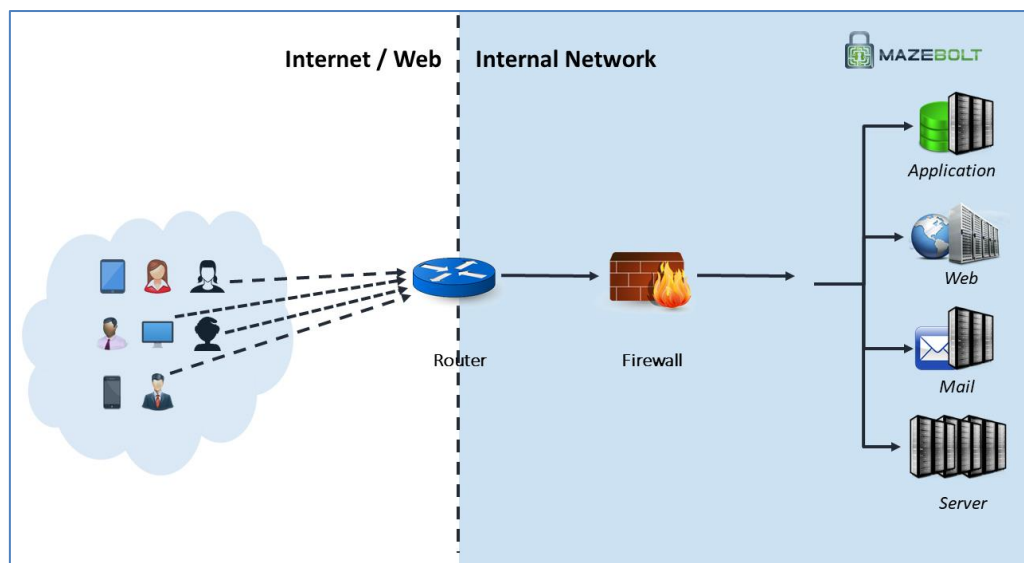 Internet / Web
Internal Network
MAZEBOLT
Application
Web
Mail
Server
Router
Firewall